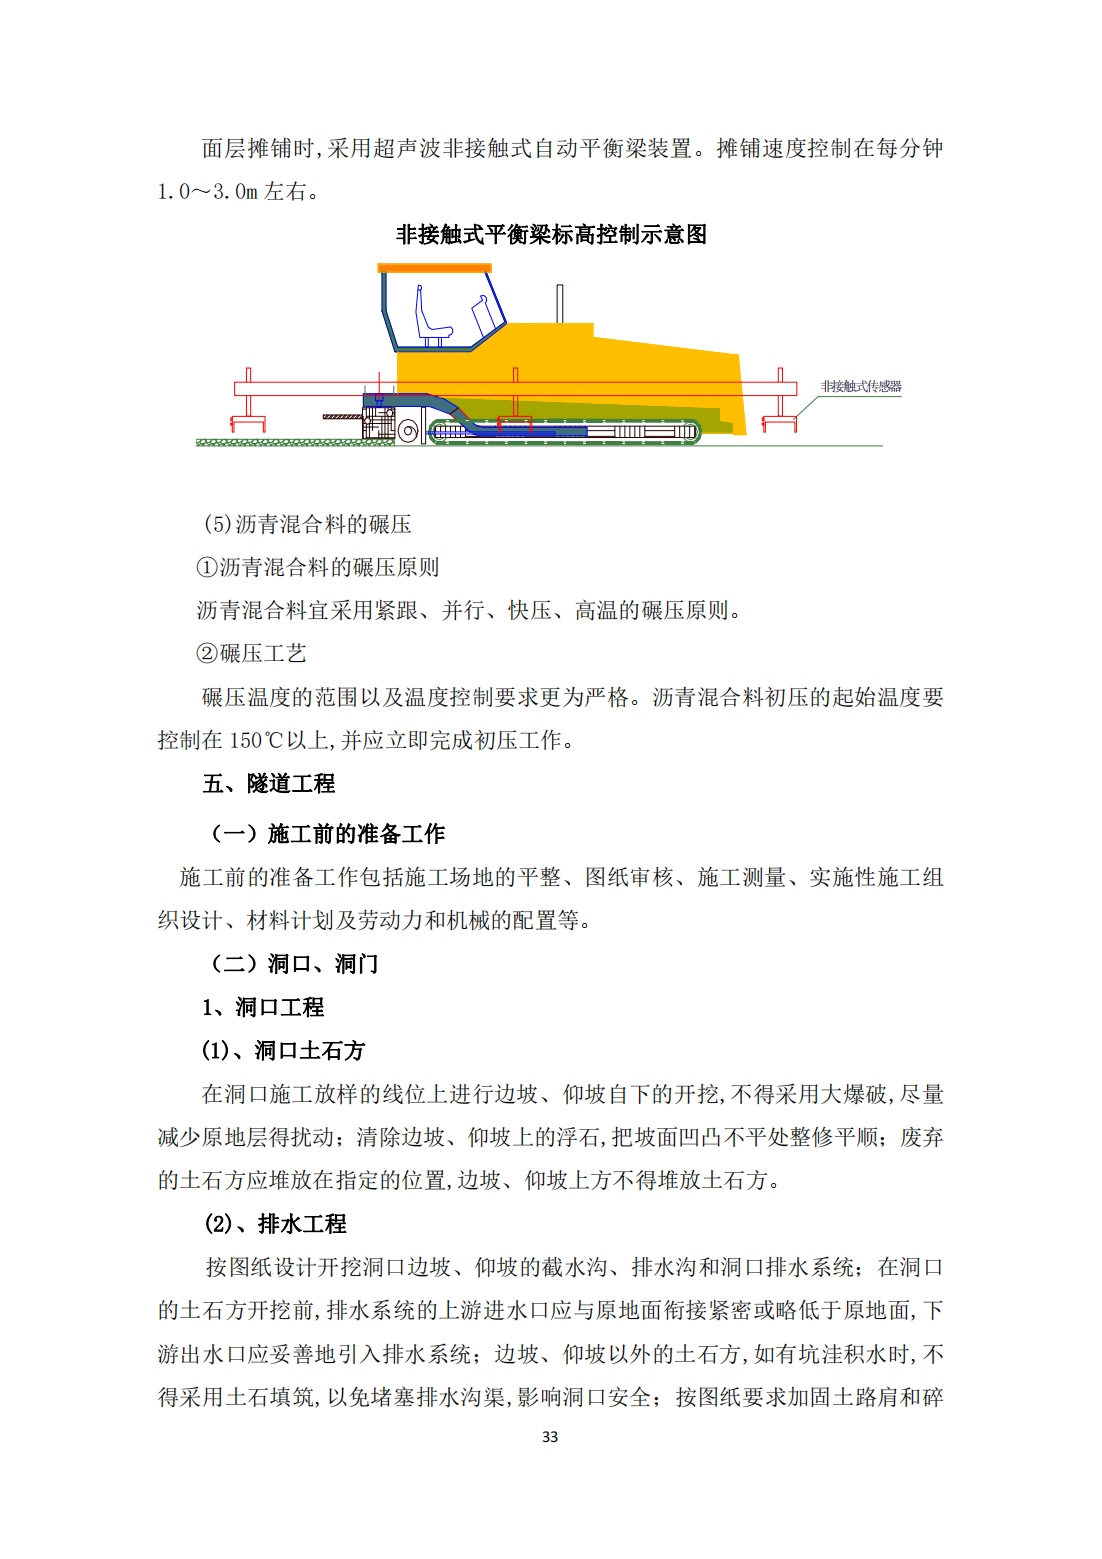 面层摊铺时,采用超声波非接触式自动平衡梁装置。摊铺速度控制在每分钟
1.0～3.0m左右。
非接触式平衡梁标高控制示意图
非接触式传感器
(5)沥青混合料的碾压
①沥青混合料的碾压原则
沥青混合料宜采用紧跟、并行、快压、高温的碾压原则。
②碾压工艺
碾压温度的范围以及温度控制要求更为严格。沥青混合料初压的起始温度要
控制在150℃以上,并应立即完成初压工作。
五、隧道工程
（一）施工前的准备工作
施工前的准备工作包括施工场地的平整、图纸审核、施工测量、实施性施工组
织设计、材料计划及劳动力和机械的配置等。
（二）洞口、洞门
1、洞口工程
(1)、洞口土石方
在洞口施工放样的线位上进行边坡、仰坡自下的开挖,不得采用大爆破,尽量
减少原地层得扰动；清除边坡、仰坡上的浮石,把坡面凹凸不平处整修平顺；废弃
的土石方应堆放在指定的位置,边坡、仰坡上方不得堆放土石方。
(2)、排水工程
按图纸设计开挖洞口边坡、仰坡的截水沟、排水沟和洞口排水系统；在洞口
的土石方开挖前,排水系统的上游进水口应与原地面衔接紧密或略低于原地面,下
游出水口应妥善地引入排水系统；边坡、仰坡以外的土石方,如有坑洼积水时,不
得采用土石填筑,以免堵塞排水沟渠,影响洞口安全；按图纸要求加固土路肩和碎
33